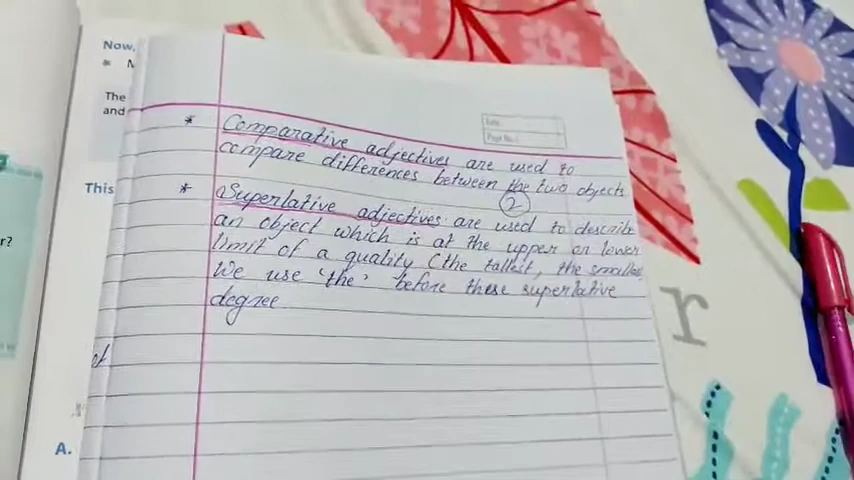 Now,
The
and
This
r?
Date:
Page No.:
* Comparative adjectives are used to
compare differences between the two objects
2
* Superlative adjectives are used to describe
an object which is at the upper or lower
limit of a quality (the tallest, the smallest
We use 'the' before these superlative
degree
of
A.
r